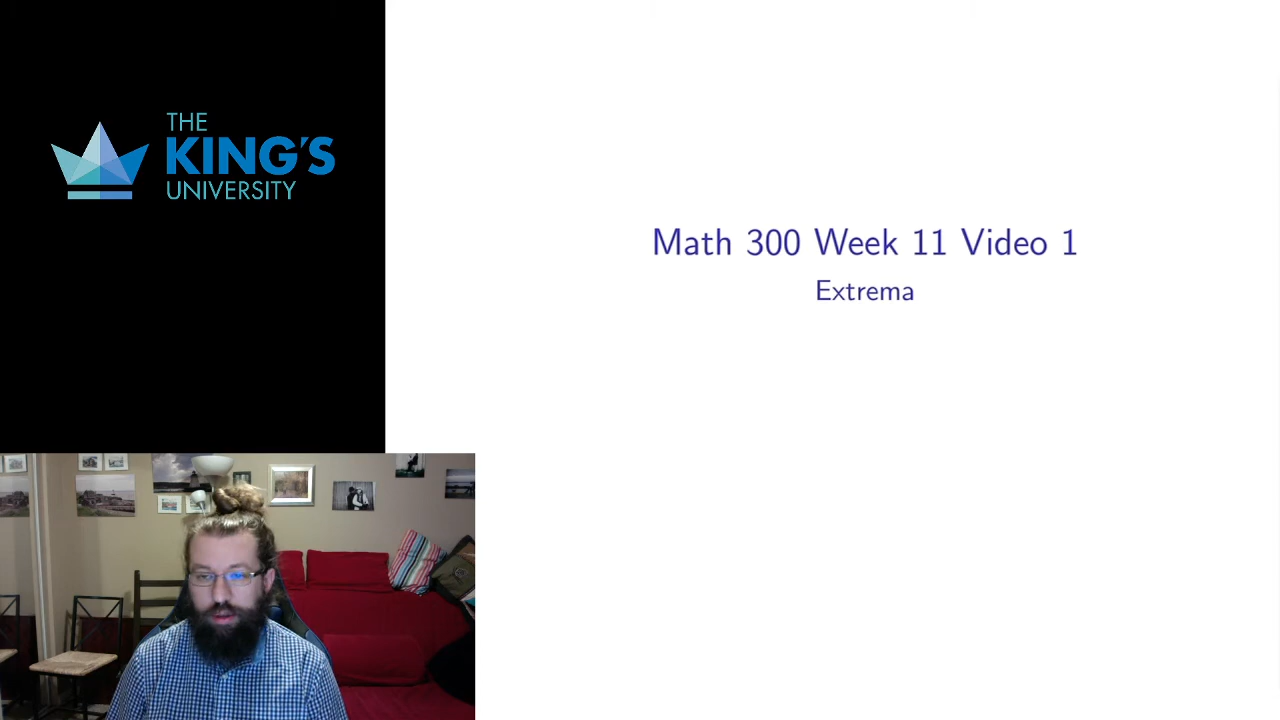 THE
KING'S
UNIVERSITY
Math 300 Week 11 Video 1
Extrema